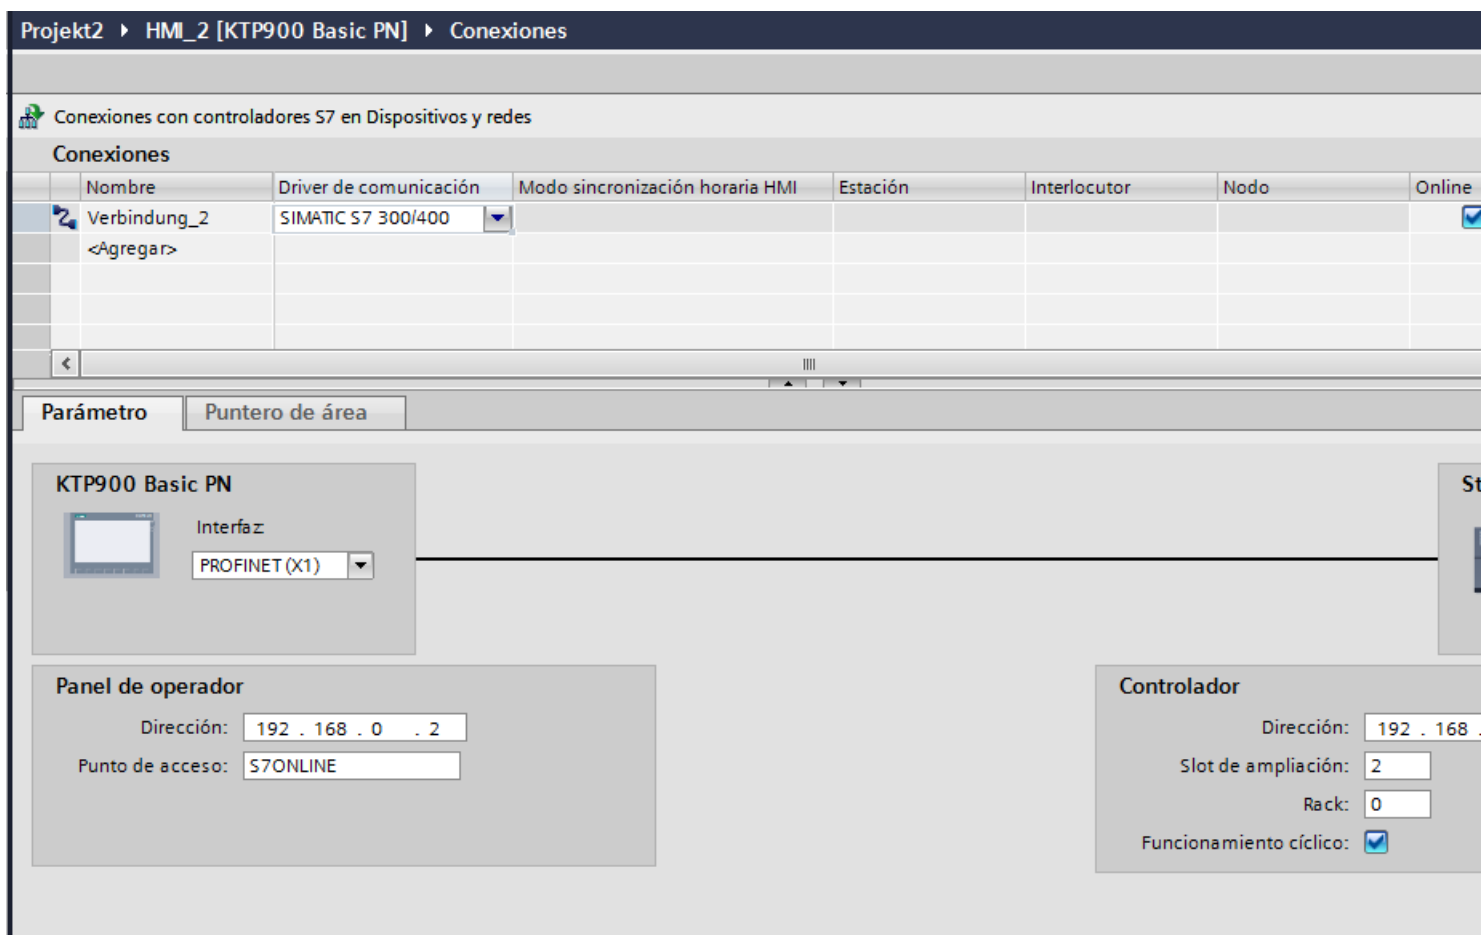 Projekt2 ▸ HMI_2 [KTP900 Basic PN] ▸ Conexiones
Conexiones con controladores S7 en Dispositivos y redes
Conexiones
Nombre Driver de comunicación Modo sincronización horaria HMI Estación Interlocutor Nodo Online
Verbindung_2 SIMATIC S7 300/400
<Agregar>
Parámetro Puntero de área
KTP900 Basic PN St
Interfaz
PROFINET (X1)
Panel de operador Controlador
Dirección: 192 . 168 . 0 . 2 Dirección: 192 . 168 .
Punto de acceso: S7ONLINE Slot de ampliación: 2
Rack: 0
Funcionamiento cíclico: